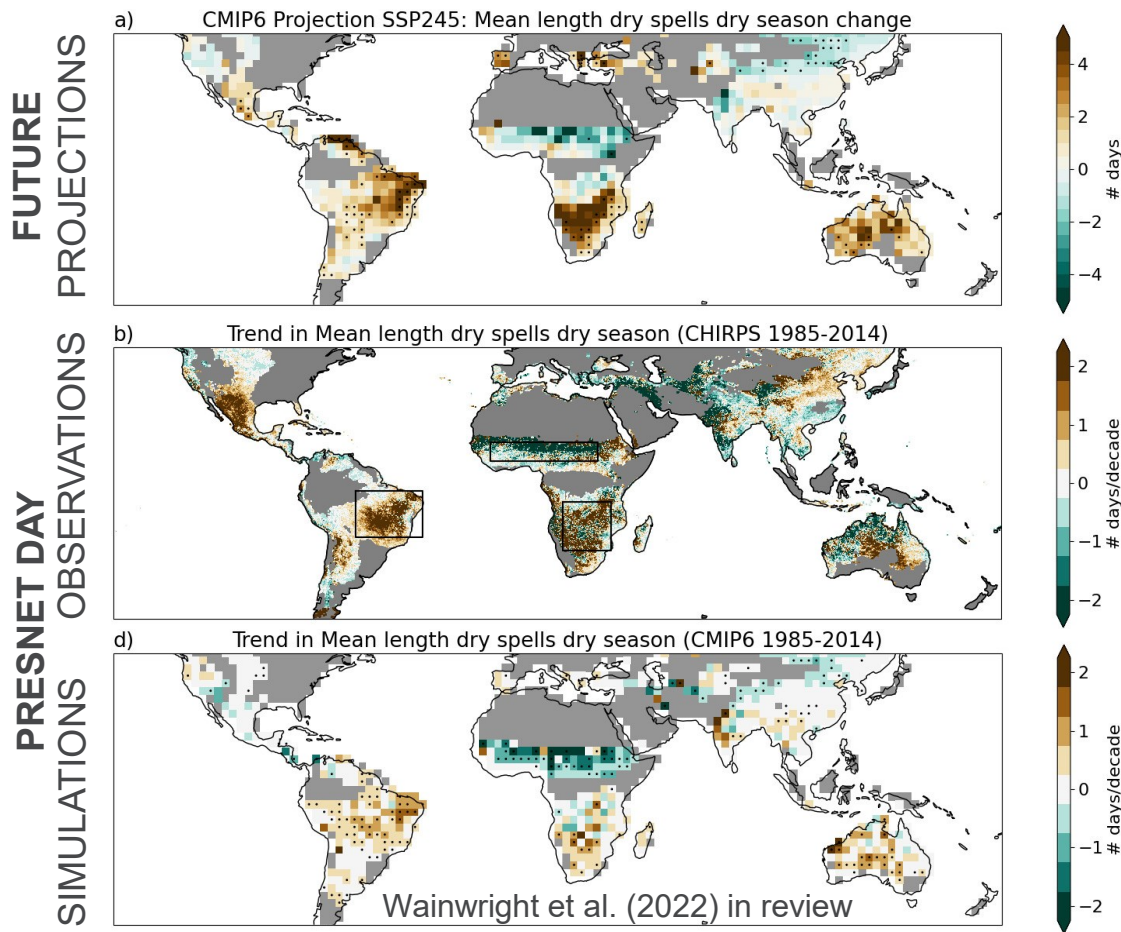 a) CMIP6 Projection SSP245: Mean length dry spells dry season change
FUTURE
PROJECTIONS
4
2
0
−2
−4
# days
b) Trend in Mean length dry spells dry season (CHIRPS 1985-2014)
PRESNET DAY
OBSERVATIONS
2
1
0
−1
−2
# days/decade
d) Trend in Mean length dry spells dry season (CMIP6 1985-2014)
SIMULATIONS
2
1
0
−1
−2
# days/decade
Wainwright et al. (2022) in review